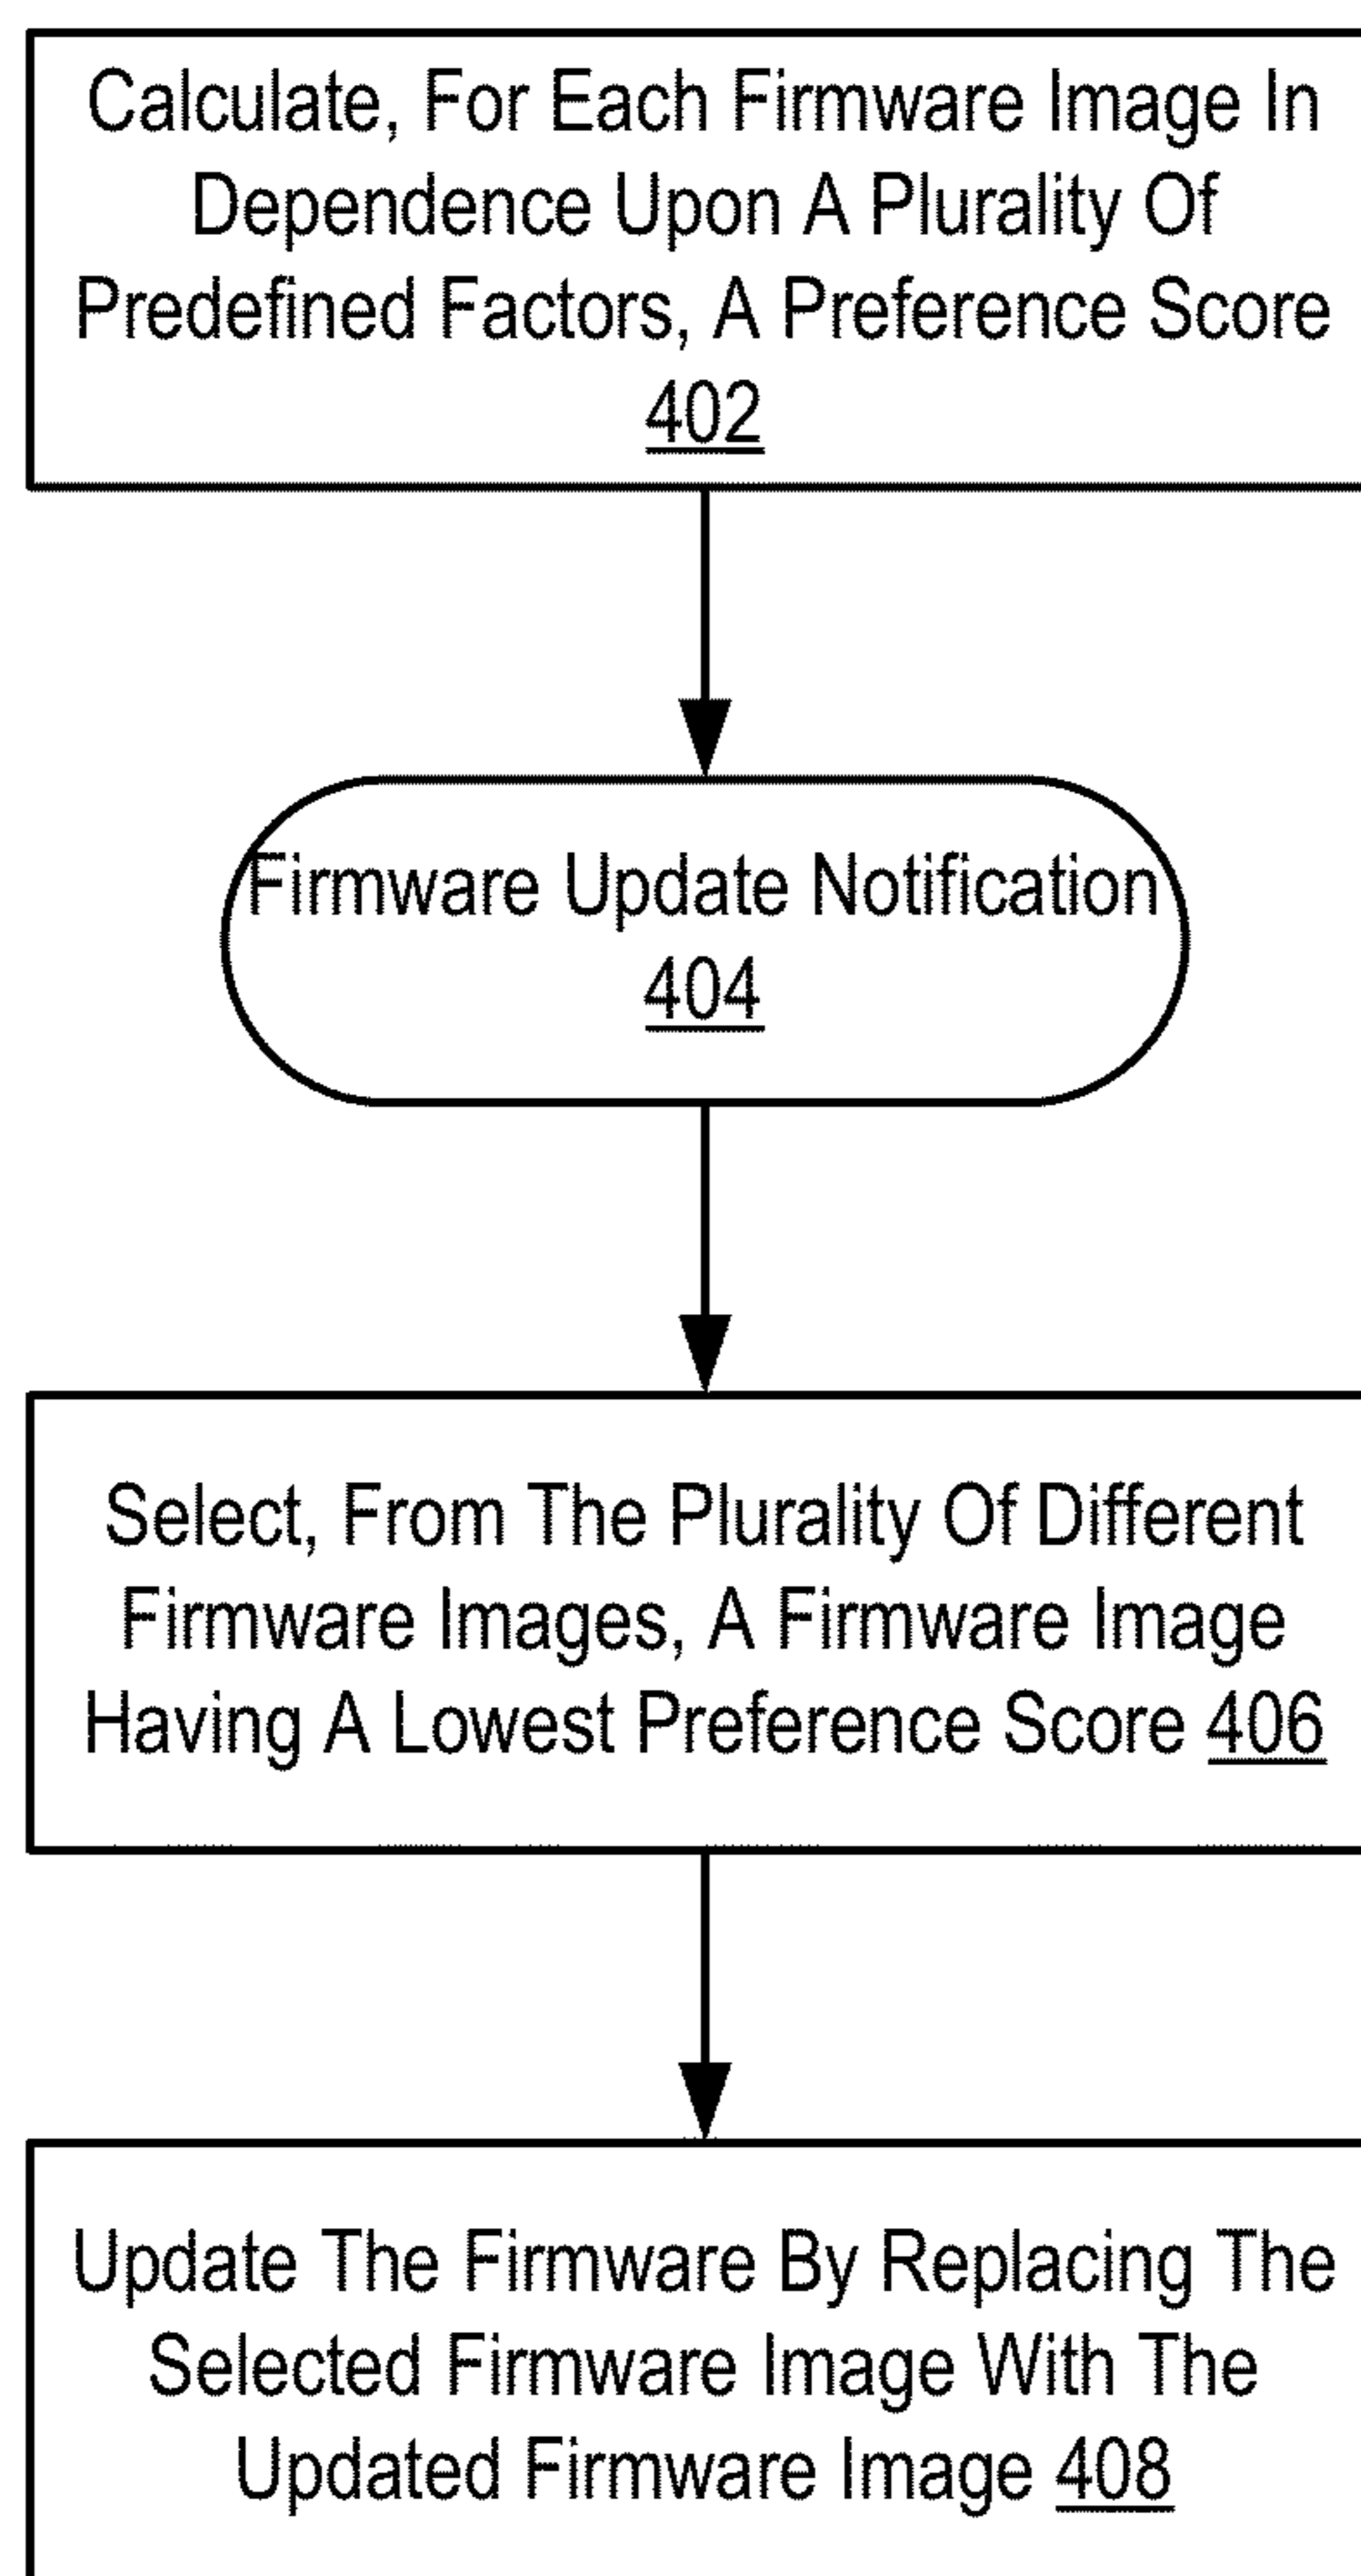 Calculate, For Each Firmware Image In
Dependence Upon A Plurality Of
Predefined Factors, A Preference Score
402
Firmware Update Notification
404
Select, From The Plurality Of Different
Firmware Images, A Firmware Image
Having A Lowest Preference Score 406
Update The Firmware By Replacing The
Selected Firmware Image With The
Updated Firmware Image 408